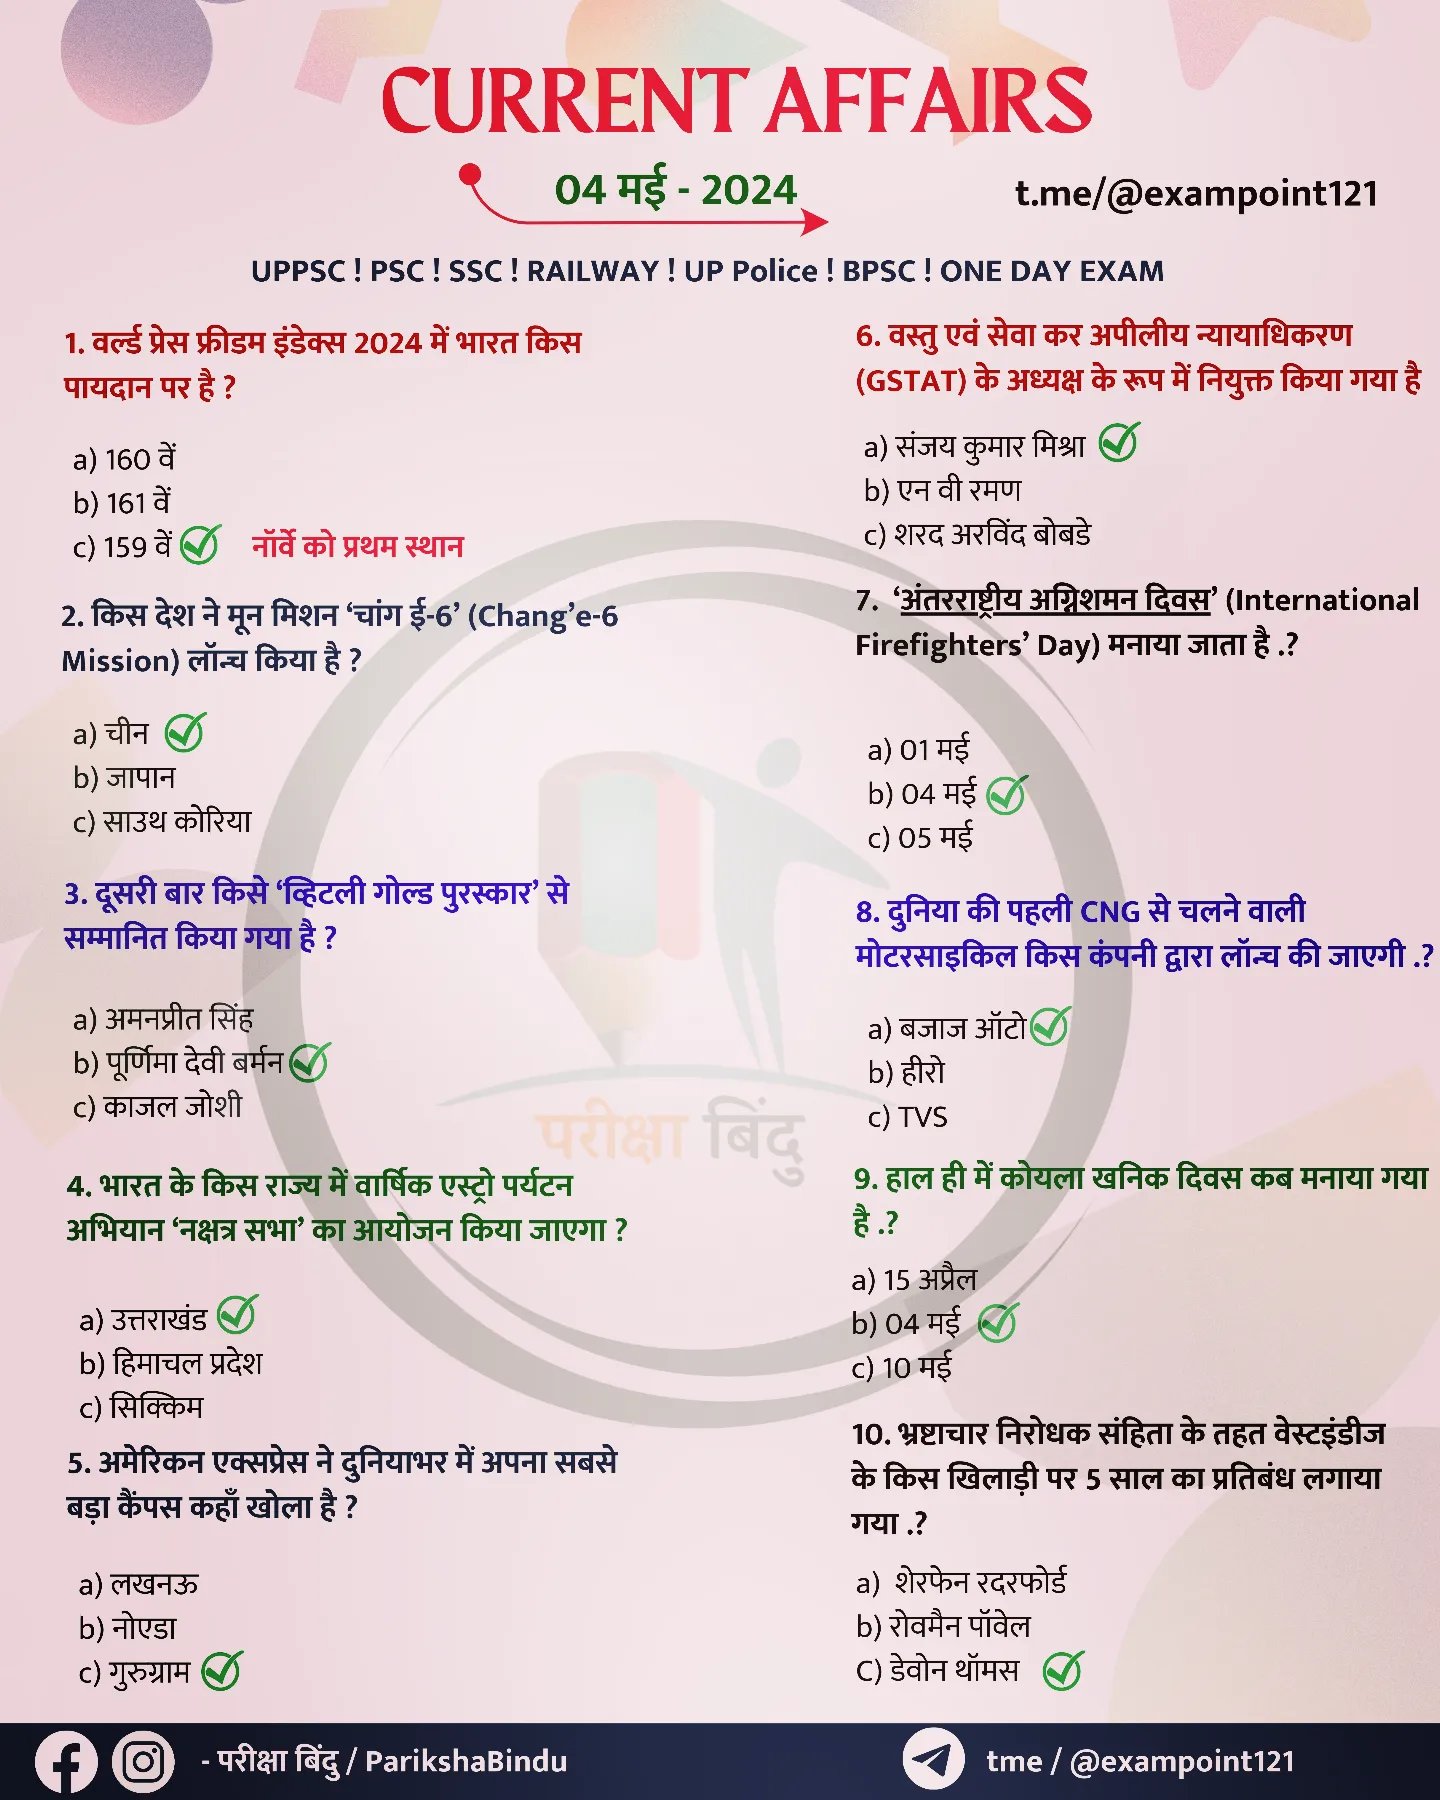 CURRENT AFFAIRS
04 मई - 2024
t.me/@exampoint121
UPPSC ! PSC ! SSC ! RAILWAY ! UP Police ! BPSC ! ONE DAY EXAM
1. वर्ल्ड प्रेस फ्रीडम इंडेक्स 2024 में भारत किस
पायदान पर है ?
a) 160 वें
b) 161 वें
c) 159 वें नॉर्वे को प्रथम स्थान
2. किस देश ने मून मिशन ‘चांग ई-6’ (Chang’e-6
Mission) लॉन्च किया है ?
a) चीन
b) जापान
c) साउथ कोरिया
3. दूसरी बार किसे ‘व्हिटली गोल्ड पुरस्कार’ से
सम्मानित किया गया है ?
a) अमनप्रीत सिंह
b) पूर्णिमा देवी बर्मन
c) काजल जोशी
4. भारत के किस राज्य में वार्षिक एस्ट्रो पर्यटन
अभियान ‘नक्षत्र सभा’ का आयोजन किया जाएगा ?
a) उत्तराखंड
b) हिमाचल प्रदेश
c) सिक्किम
5. अमेरिकन एक्सप्रेस ने दुनियाभर में अपना सबसे
बड़ा कैंपस कहाँ खोला है ?
a) लखनऊ
b) नोएडा
c) गुरुग्राम
6. वस्तु एवं सेवा कर अपीलीय न्यायाधिकरण
(GSTAT) के अध्यक्ष के रूप में नियुक्त किया गया है
a) संजय कुमार मिश्रा
b) एन वी रमण
c) शरद अरविंद बोबडे
7. ‘अंतरराष्ट्रीय अग्निशमन दिवस’ (International
Firefighters’ Day) मनाया जाता है .?
a) 01 मई
b) 04 मई
c) 05 मई
8. दुनिया की पहली CNG से चलने वाली
मोटरसाइकिल किस कंपनी द्वारा लॉन्च की जाएगी .?
a) बजाज ऑटो
b) हीरो
c) TVS
9. हाल ही में कोयला खनिक दिवस कब मनाया गया
है .?
a) 15 अप्रैल
b) 04 मई
c) 10 मई
10. भ्रष्टाचार निरोधक संहिता के तहत वेस्टइंडीज
के किस खिलाड़ी पर 5 साल का प्रतिबंध लगाया
गया .?
a) शेरफेन रदरफोर्ड
b) रोवमैन पॉवेल
C) डेवोन थॉमस
परीक्षा बिंदु
- परीक्षा बिंदु / ParikshaBindu
tme / @exampoint121